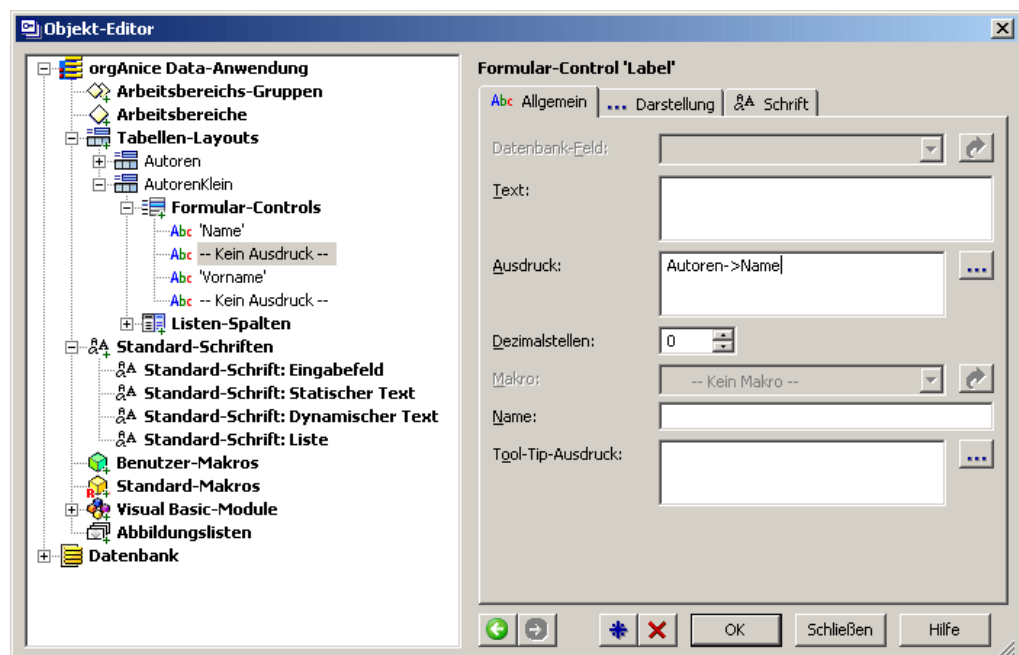 Objekt-Editor
orgAnice Data-Anwendung
Arbeitsbereichs-Gruppen
Arbeitsbereiche
Tabellen-Layouts
Autoren
AutorenKlein
Formular-Controls
Abc 'Name'
Abc -- Kein Ausdruck --
Abc 'Vorname'
Abc -- Kein Ausdruck --
Listen-Spalten
Standard-Schriften
Standard-Schrift: Eingabefeld
Standard-Schrift: Statischer Text
Standard-Schrift: Dynamischer Text
Standard-Schrift: Liste
Benutzer-Makros
Standard-Makros
Visual Basic-Module
Abbildungslisten
Datenbank
Formular-Control 'Label'
Abc Allgemein ... Darstellung Schrift
Datenbank-Feld:
Text:
Ausdruck: Autoren->Name ...
Dezimalstellen: 0
Makro: -- Kein Makro --
Name:
Tool-Tip-Ausdruck: ...
OK Schließen Hilfe